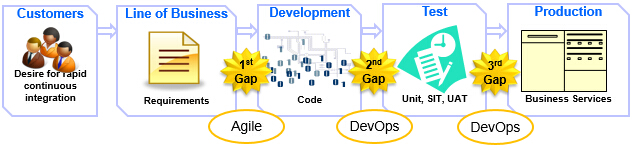 Customers
Desire for rapid
continuous
integration
Line of Business
Requirements
1st
Gap
Agile
Development
Code
2nd
Gap
DevOps
Test
Unit, SIT, UAT
3rd
Gap
DevOps
Production
Business Services